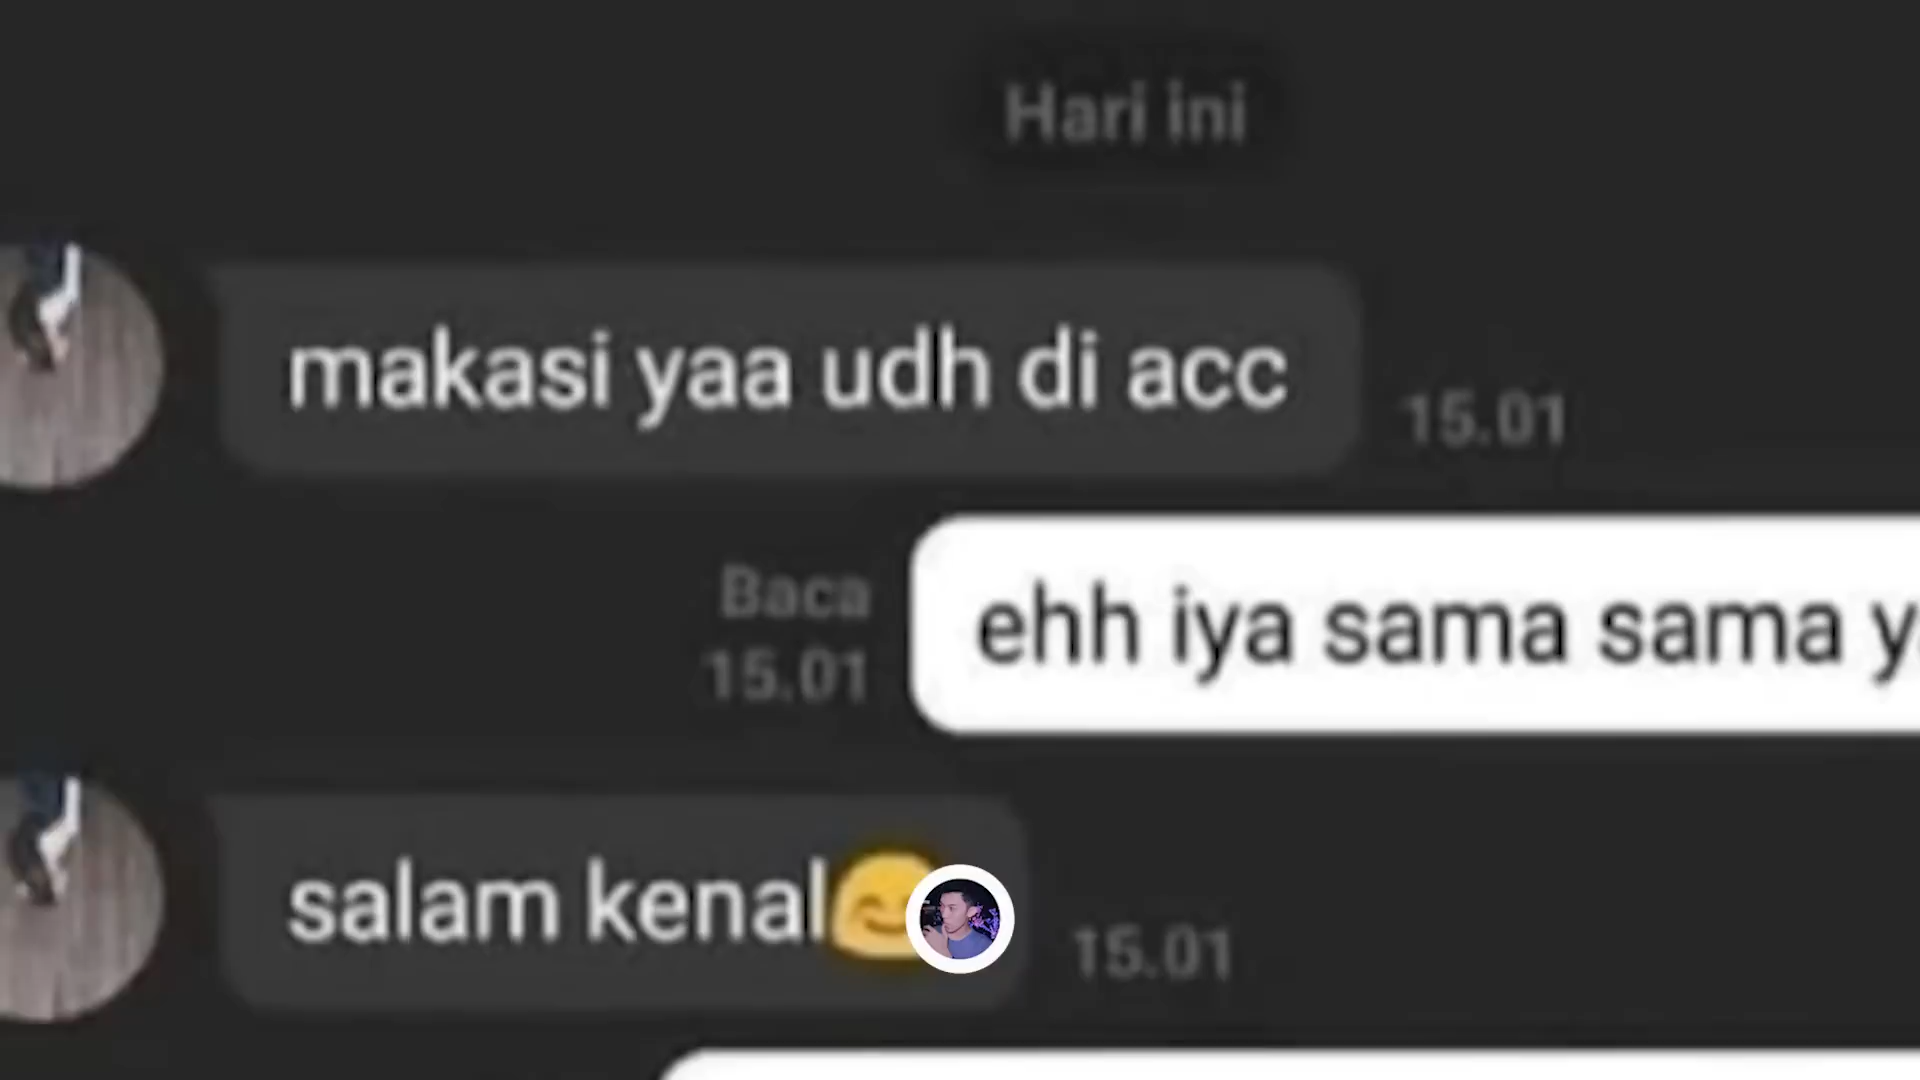 Hari ini
makasi yaa udh di acc
15.01
Baca
15.01
ehh iya sama sama
salam kenal😊
15.01